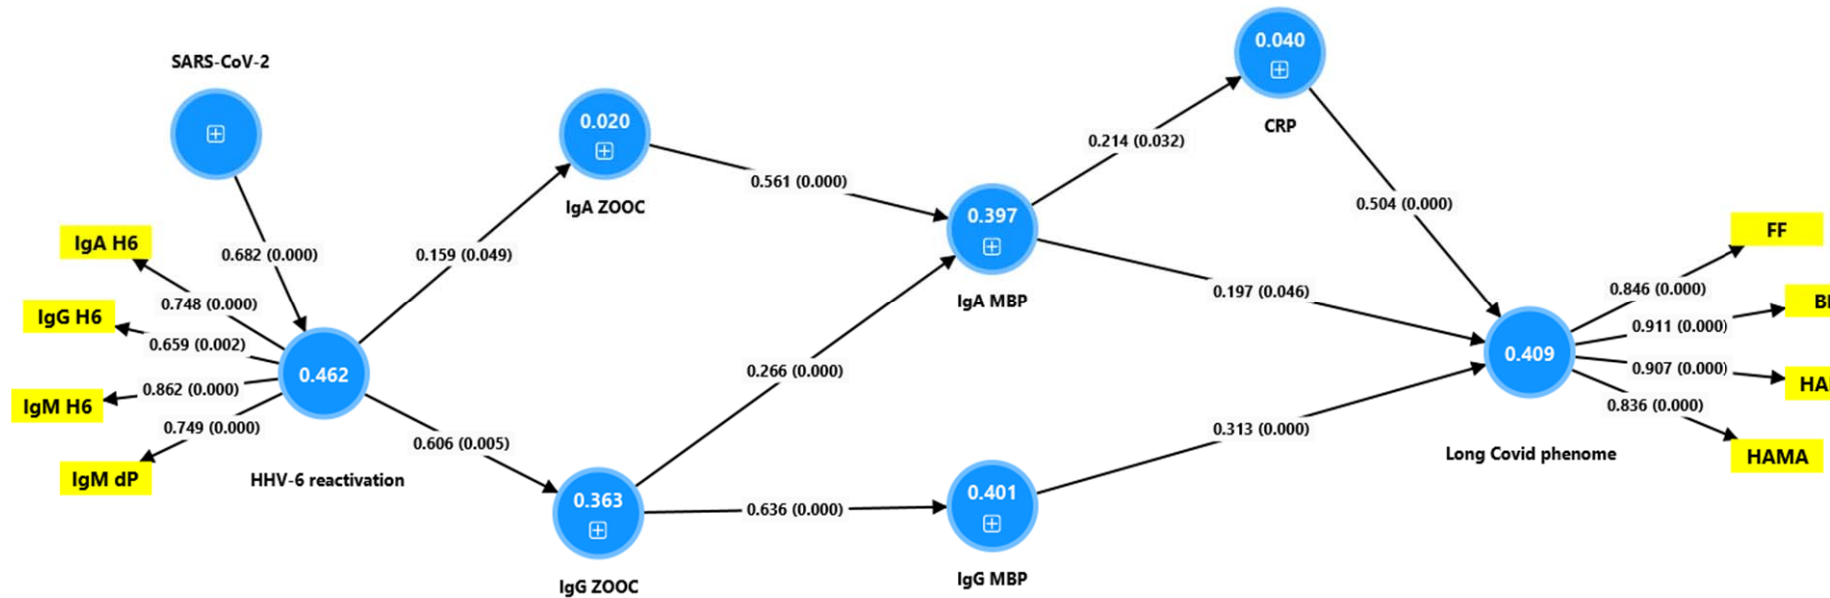 SARS-CoV-2
0.682 (0.000)
IgA H6
0.748 (0.000)
IgG H6
0.659 (0.002)
IgM H6
0.862 (0.000)
IgM dP
0.749 (0.000)
0.462
HHV-6 reactivation
0.159 (0.049)
0.606 (0.005)
0.020
IgA ZOOC
0.561 (0.000)
0.363
IgG ZOOC
0.266 (0.000)
0.636 (0.000)
0.397
IgA MBP
0.214 (0.032)
0.197 (0.046)
0.401
IgG MBP
0.313 (0.000)
0.040
CRP
0.504 (0.000)
0.409
Long Covid phenome
0.846 (0.000)
FF
0.911 (0.000)
0.907 (0.000)
0.836 (0.000)
HAMA